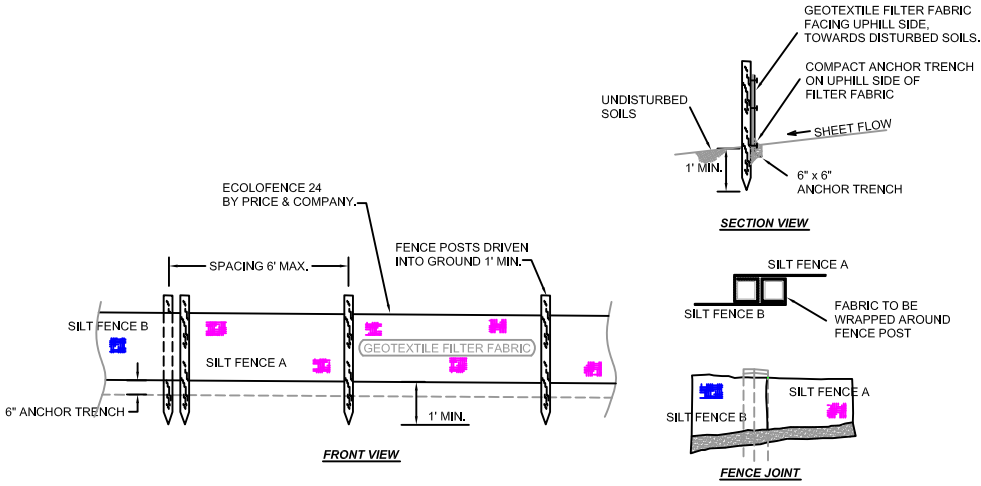 GEOTEXTILE FILTER FABRIC
FACING UPHILL SIDE,
TOWARDS DISTURBED SOILS.
COMPACT ANCHOR TRENCH
ON UPHILL SIDE OF
FILTER FABRIC
UNDISTURBED
SOILS
SHEET FLOW
1' MIN.
6" x 6"
ANCHOR TRENCH
SECTION VIEW
ECOLOFENCE 24
BY PRICE & COMPANY.
SPACING 6' MAX.
FENCE POSTS DRIVEN
INTO GROUND 1' MIN.
SILT FENCE B
SILT FENCE A
GEOTEXTILE FILTER FABRIC
6" ANCHOR TRENCH
1' MIN.
FRONT VIEW
SILT FENCE A
SILT FENCE B
FABRIC TO BE
WRAPPED AROUND
FENCE POST
SILT FENCE A
SILT FENCE B
FENCE JOINT